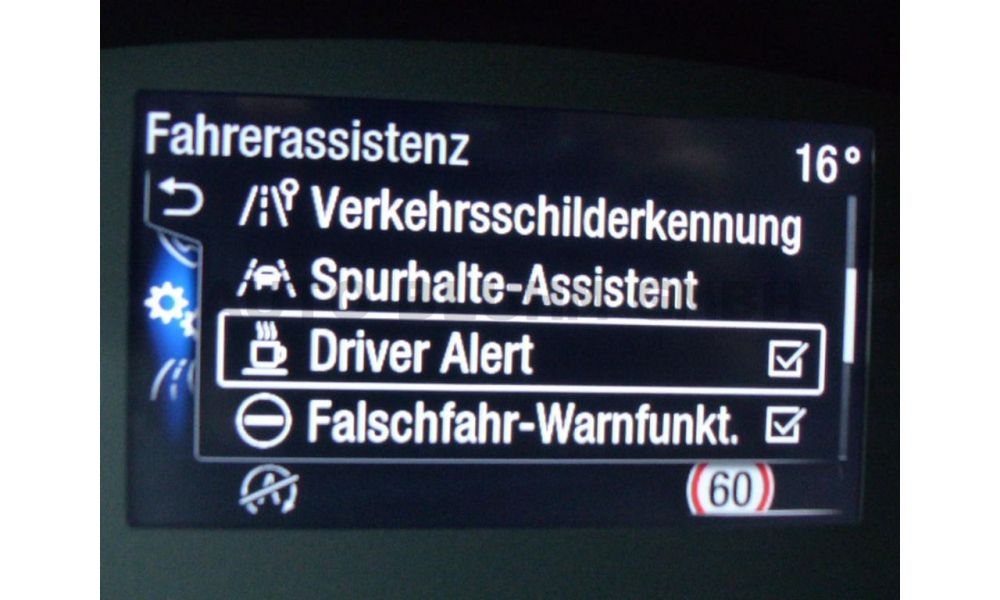 Fahrerassistenz
16°
Verkehrsschilderkennung
Spurhalte-Assistent
Driver Alert
Falschfahr-Warnfunkt.
60